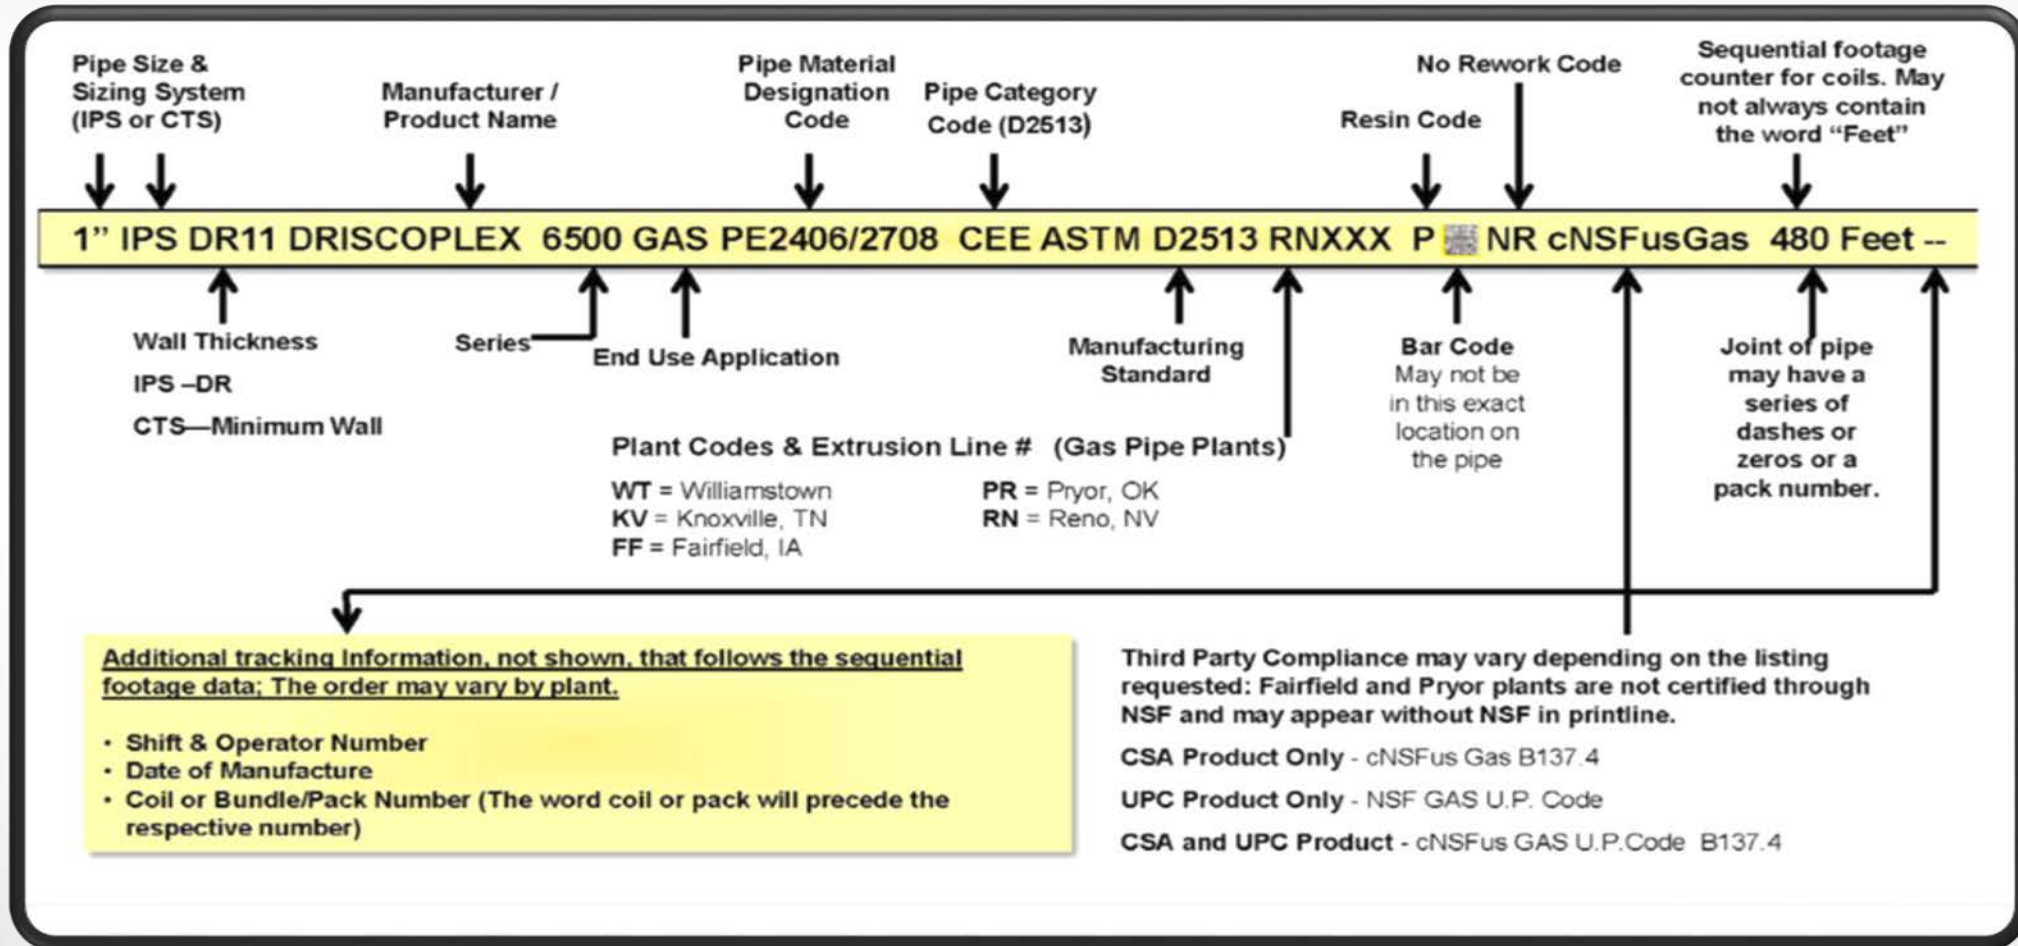 Pipe Size &
Sizing System
(IPS or CTS)
Manufacturer /
Product Name
Pipe Material
Designation
Code
Pipe Category
Code (D2513)
No Rework Code
Resin Code
Sequential footage
counter for coils. May
not always contain
the word “Feet”
1” IPS DR11 DRISCOPLEX 6500 GAS PE2406/2708 CEE ASTM D2513 RNXXX P NR cNSFusGas 480 Feet --
Wall Thickness
IPS –DR
CTS—Minimum Wall
Series
End Use Application
Manufacturing
Standard
Bar Code
May not be
in this exact
location on
the pipe
Joint of pipe
may have a
series of
dashes or
zeros or a
pack number.
Plant Codes & Extrusion Line # (Gas Pipe Plants)
WT = Williamstown
KV = Knoxville, TN
FF = Fairfield, IA
PR = Pryor, OK
RN = Reno, NV
Additional tracking Information, not shown, that follows the sequential
footage data; The order may vary by plant.
• Shift & Operator Number
• Date of Manufacture
• Coil or Bundle/Pack Number (The word coil or pack will precede the
respective number)
Third Party Compliance may vary depending on the listing
requested: Fairfield and Pryor plants are not certified through
NSF and may appear without NSF in printline.
CSA Product Only - cNSFus Gas B137.4
UPC Product Only - NSF GAS U.P. Code
CSA and UPC Product - cNSFus GAS U.P.Code B137.4